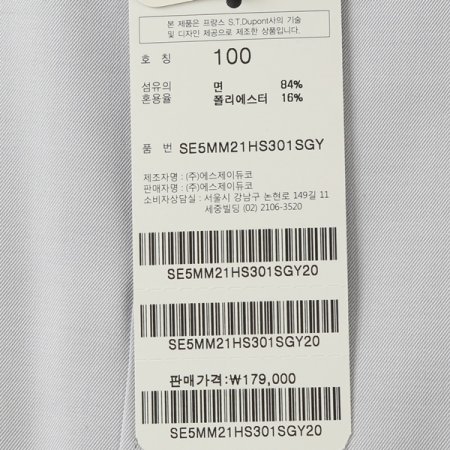 본 제품은 프랑스 S.T.Dupont사의 기술
및 디자인 제공으로 제조한 상품입니다.
호 칭 100
섬유의 면 84%
혼용율 폴리에스터 16%
품 번 SE5MM21HS301SGY
제조자명 : (주)에스제이듀코
판매자명 : (주)에스제이듀코
소비자상담실 : 서울시 강남구 논현로 149길 11
세중빌딩 (02) 2106-3520
SE5MM21HS301SGY20
SE5MM21HS301SGY20
판매가격:₩179,000
SE5MM21HS301SGY20